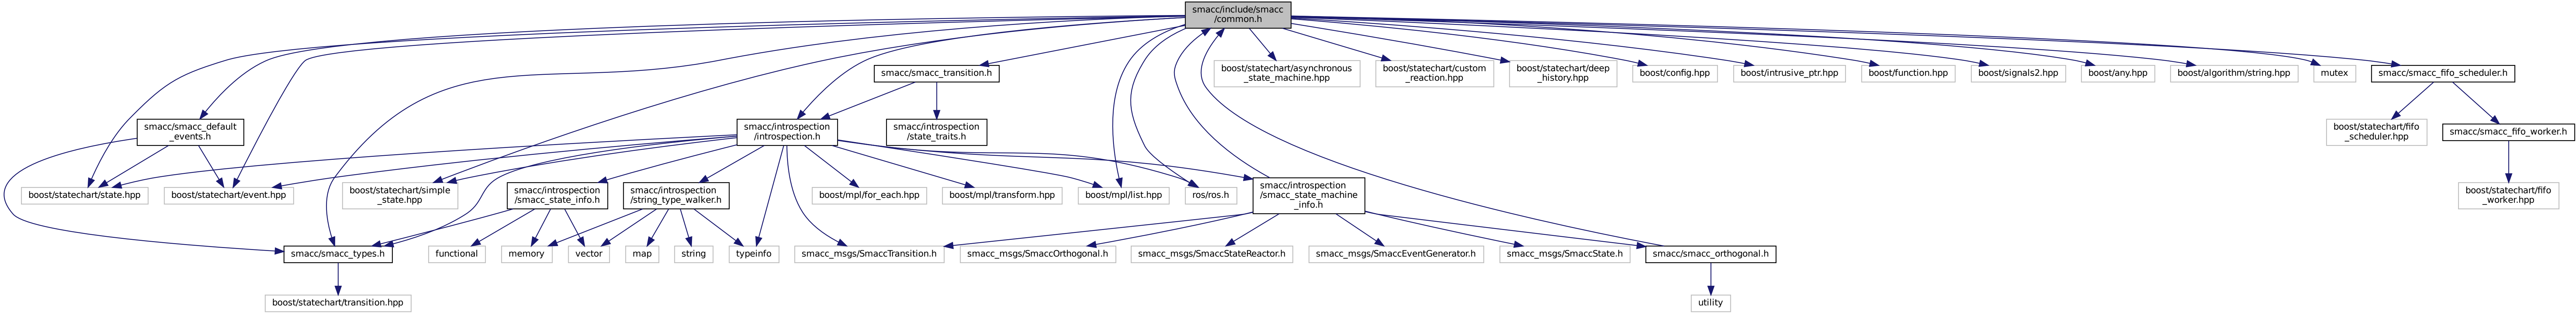 smacc/include/smacc
/common.h
smacc/smacc_transition.h
boost/statechart/asynchronous
_state_machine.hpp
boost/statechart/custom
_reaction.hpp
boost/statechart/deep
_history.hpp
boost/config.hpp
boost/intrusive_ptr.hpp
boost/function.hpp
boost/signals2.hpp
boost/any.hpp
boost/algorithm/string.hpp
mutex
smacc/smacc_fifo_scheduler.h
smacc/smacc_default
_events.h
smacc/introspection
/introspection.h
smacc/introspection
/state_traits.h
boost/statechart/fifo
_scheduler.hpp
smacc/smacc_fifo_worker.h
boost/statechart/state.hpp
boost/statechart/event.hpp
boost/statechart/simple
_state.hpp
smacc/introspection
/smacc_state_info.h
smacc/introspection
/string_type_walker.h
boost/mpl/for_each.hpp
boost/mpl/transform.hpp
boost/mpl/list.hpp
ros/ros.h
smacc/introspection
/smacc_state_machine
_info.h
boost/statechart/fifo
_worker.hpp
smacc/smacc_types.h
functional
memory
vector
map
string
typeinfo
smacc_msgs/SmaccTransition.h
smacc_msgs/SmaccOrthogonal.h
smacc_msgs/SmaccStateReactor.h
smacc_msgs/SmaccEventGenerator.h
smacc_msgs/SmaccState.h
smacc/smacc_orthogonal.h
boost/statechart/transition.hpp
utility